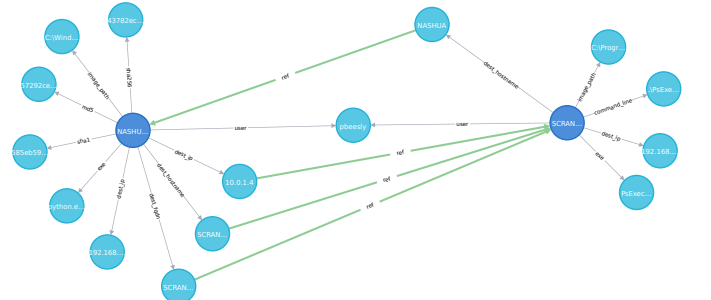 43782ec...
NASHUA
C:\Wind...
C:\Progr...
ref
image_path
sha256
dest_hostname
image_path
57292ce...
.\PsExe...
md5
command_line
NASHU...
user
pbeesly
user
SCRAN...
dest_ip
sha1
585eb59...
dest_ip
ref
192.168...
exe
exe
dest_ip
dest_hostname
10.0.1.4
ref
PsExec...
python.e...
dest_fqdn
ref
SCRAN...
192.168...
SCRAN...